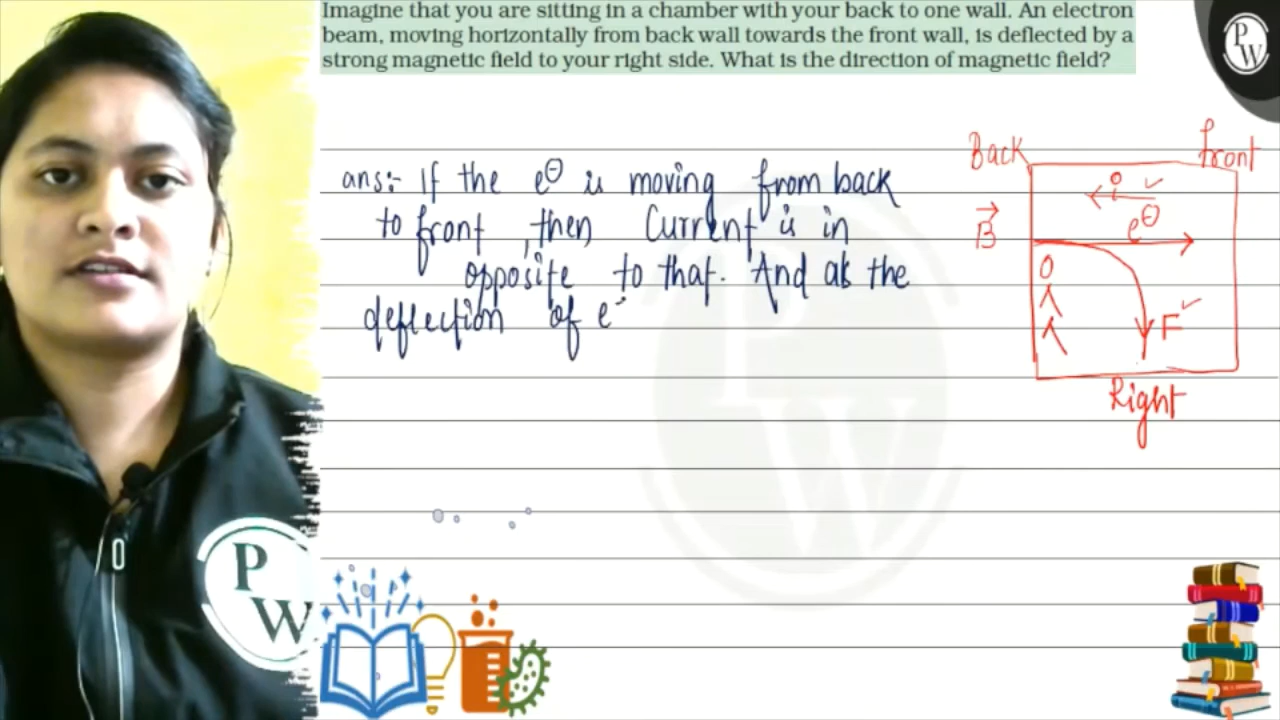 Imagine that you are sitting in a chamber with your back to one wall. An electron
beam, moving horizontally from back wall towards the front wall, is deflected by a
strong magnetic field to your right side. What is the direction of magnetic field?
P
W
Back
front
ans:- If the e⊖ is moving from back
i
to front, then Current is in
B⃗
e⊖
opposite to that. And as the
deflection of e⁻
F
Right
P
W
P
W